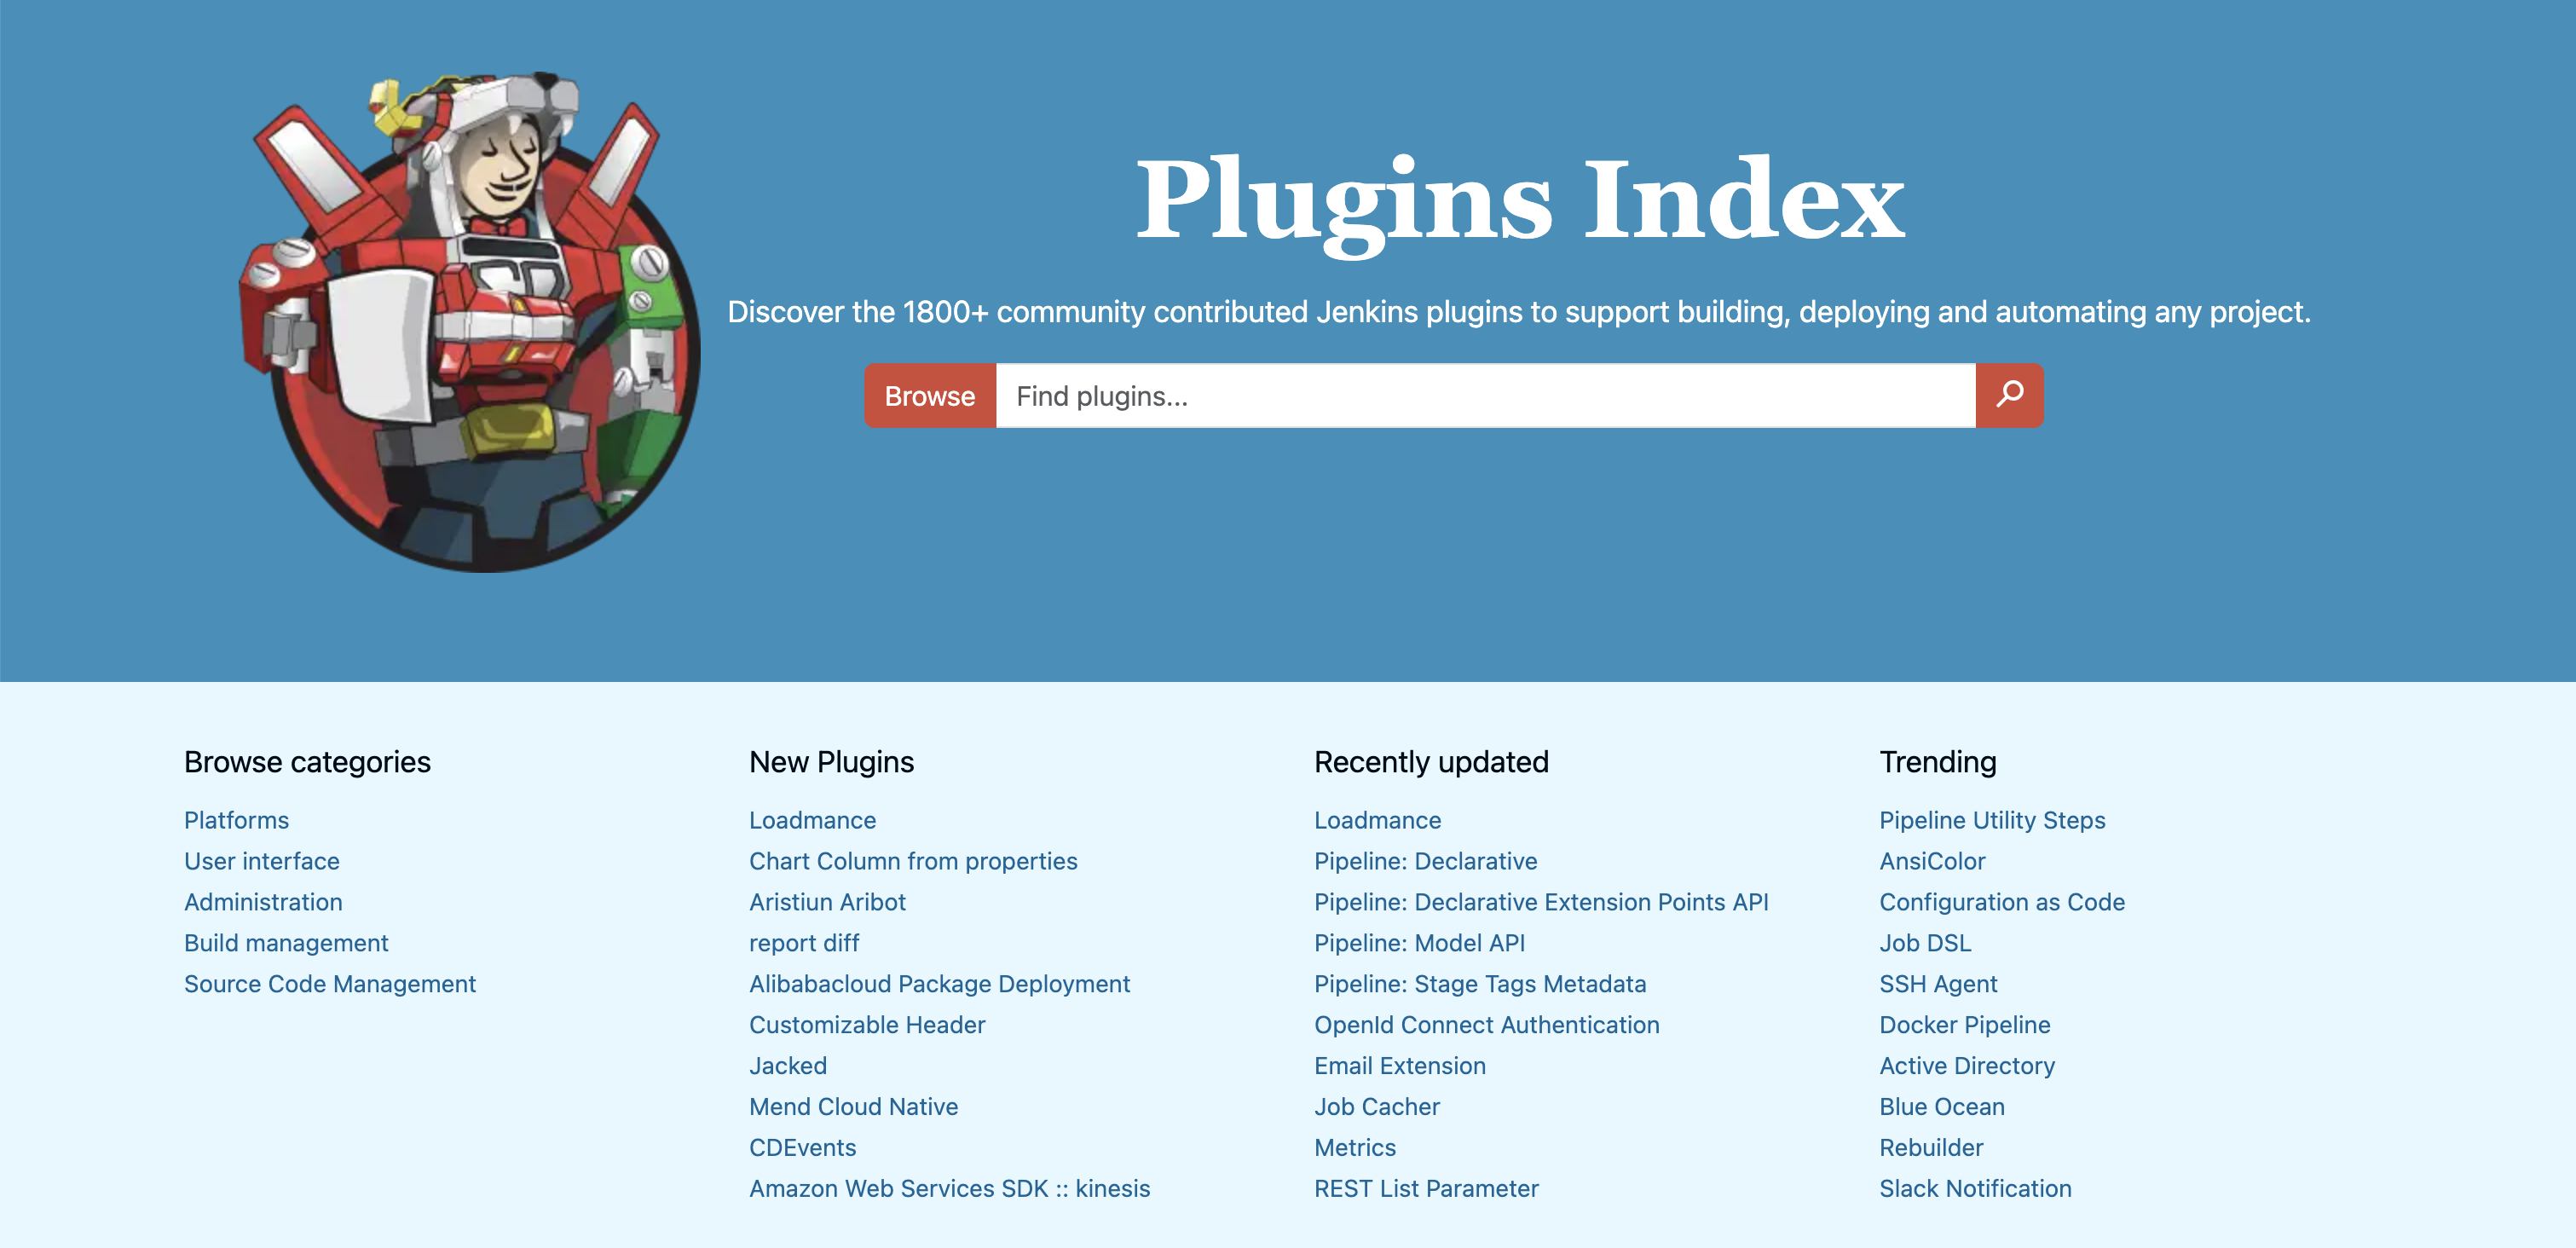 Plugins Index
Discover the 1800+ community contributed Jenkins plugins to support building, deploying and automating any project.
Browse
Find plugins...
Browse categories
Platforms
User interface
Administration
Build management
Source Code Management
New Plugins
Loadmance
Chart Column from properties
Aristiun Aribot
report diff
Alibabacloud Package Deployment
Customizable Header
Jacked
Mend Cloud Native
CDEvents
Amazon Web Services SDK :: kinesis
Recently updated
Loadmance
Pipeline: Declarative
Pipeline: Declarative Extension Points API
Pipeline: Model API
Pipeline: Stage Tags Metadata
OpenId Connect Authentication
Email Extension
Job Cacher
Metrics
REST List Parameter
Trending
Pipeline Utility Steps
AnsiColor
Configuration as Code
Job DSL
SSH Agent
Docker Pipeline
Active Directory
Blue Ocean
Rebuilder
Slack Notification